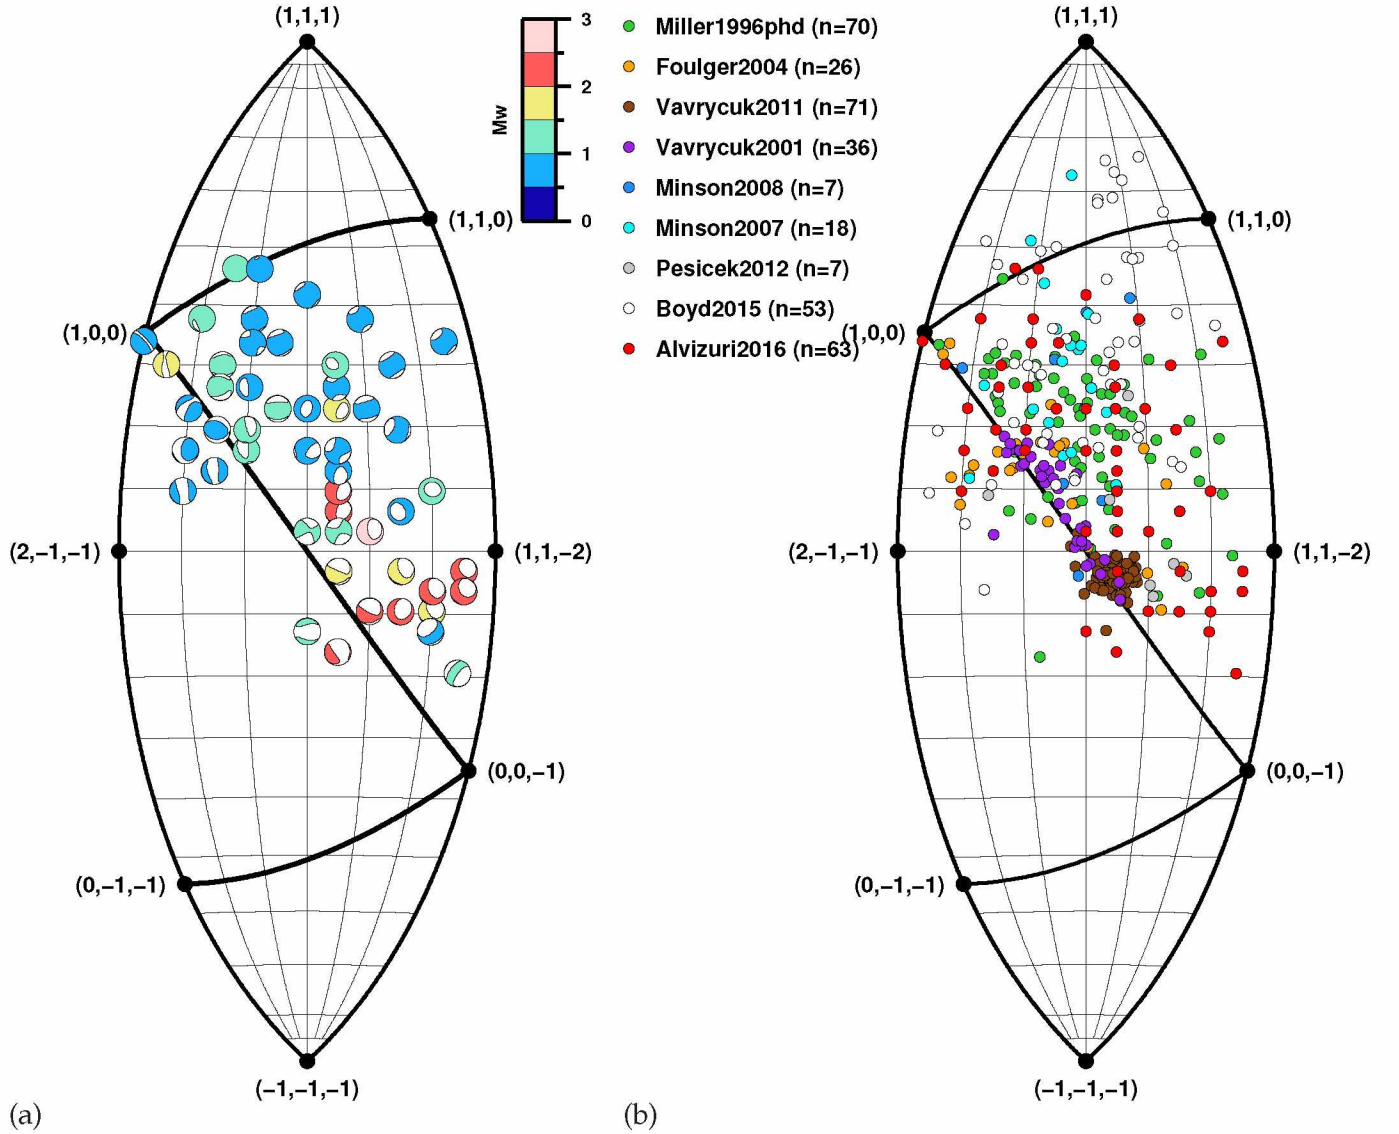 (1,1,1)
(1,1,0)
(1,0,0)
(2,−1,−1)
(1,1,−2)
(0,0,−1)
(0,−1,−1)
(−1,−1,−1)
(a)
Mw
3
2
1
0
Miller1996phd (n=70)
Foulger2004 (n=26)
Vavrycuk2011 (n=71)
Vavrycuk2001 (n=36)
Minson2008 (n=7)
Minson2007 (n=18)
Pesicek2012 (n=7)
Boyd2015 (n=53)
Alvizuri2016 (n=63)
(1,1,1)
(1,1,0)
(1,0,0)
(2,−1,−1)
(1,1,−2)
(0,0,−1)
(0,−1,−1)
(−1,−1,−1)
(b)